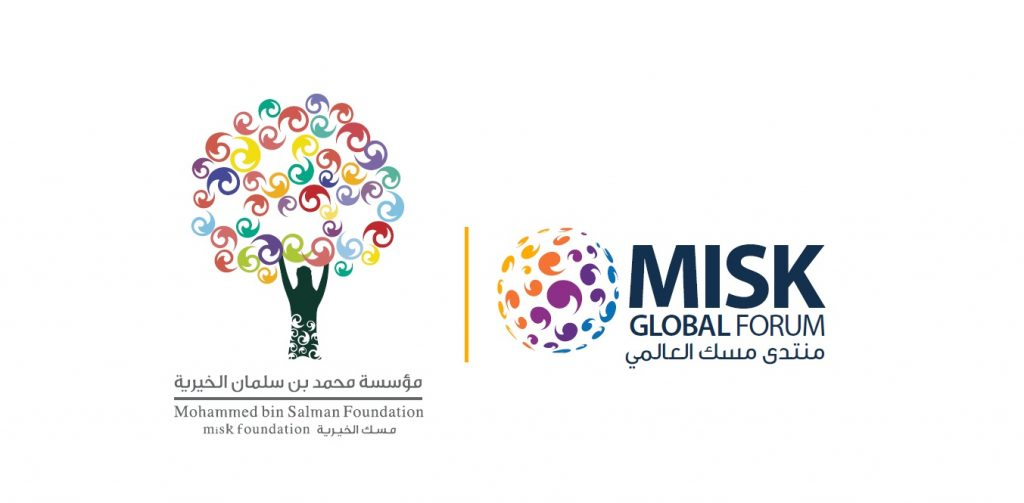 مؤسسة محمد بن سلمان الخيرية
Mohammed bin Salman Foundation
misk foundation مسك الخيرية
MISK
GLOBAL FORUM
منتدى مسك العالمي